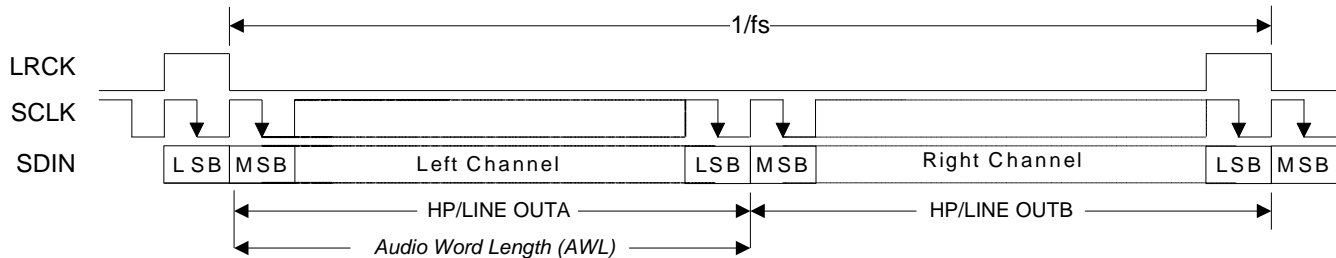 1/fs
LRCK
SCLK
SDIN
LSB MSB Left Channel LSB MSB Right Channel LSB MSB
HP/LINE OUTA HP/LINE OUTB
Audio Word Length (AWL)